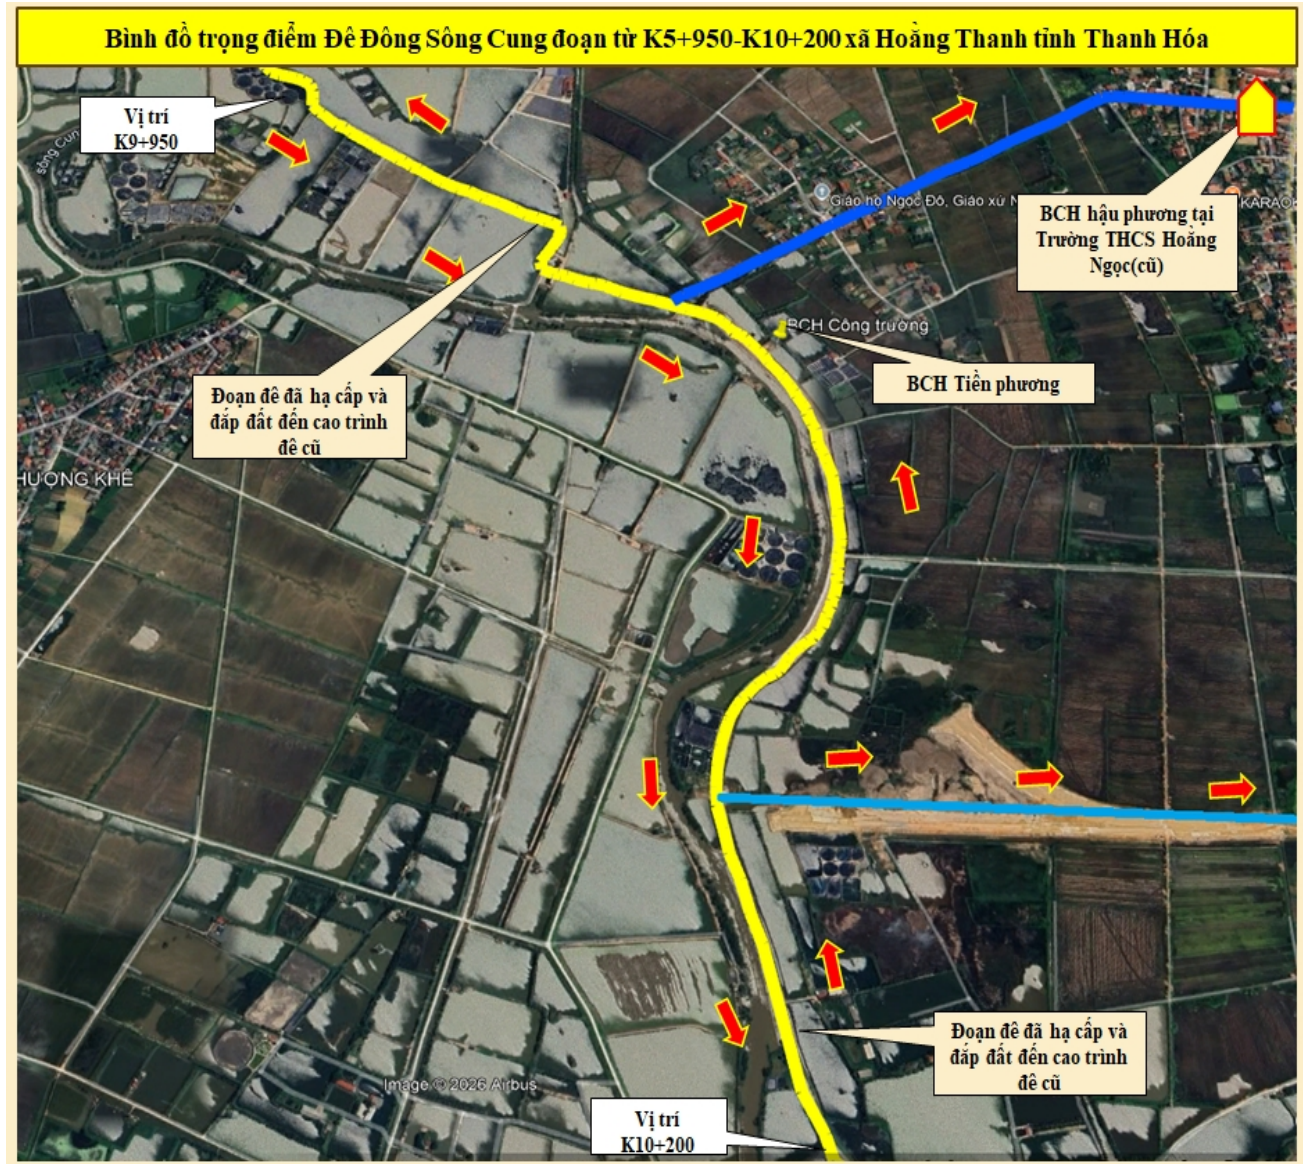 Bình đồ trọng điểm Đê Đông Sông Cung đoạn từ K5+950-K10+200 xã Hoằng Thanh tỉnh Thanh Hóa
Vị trí
K9+950
sông Cung
Giáo họ Ngọc Đô, Giáo xứ N
KARAOK
BCH hậu phương tại
Trường THCS Hoằng
Ngọc(cũ)
BCH Công trường
BCH Tiền phương
Đoạn đê đã hạ cấp và
đắp đất đến cao trình
đê cũ
HƯỢNG KHÊ
Đoạn đê đã hạ cấp và
đắp đất đến cao trình
đê cũ
Image © 2026 Airbus
Vị trí
K10+200